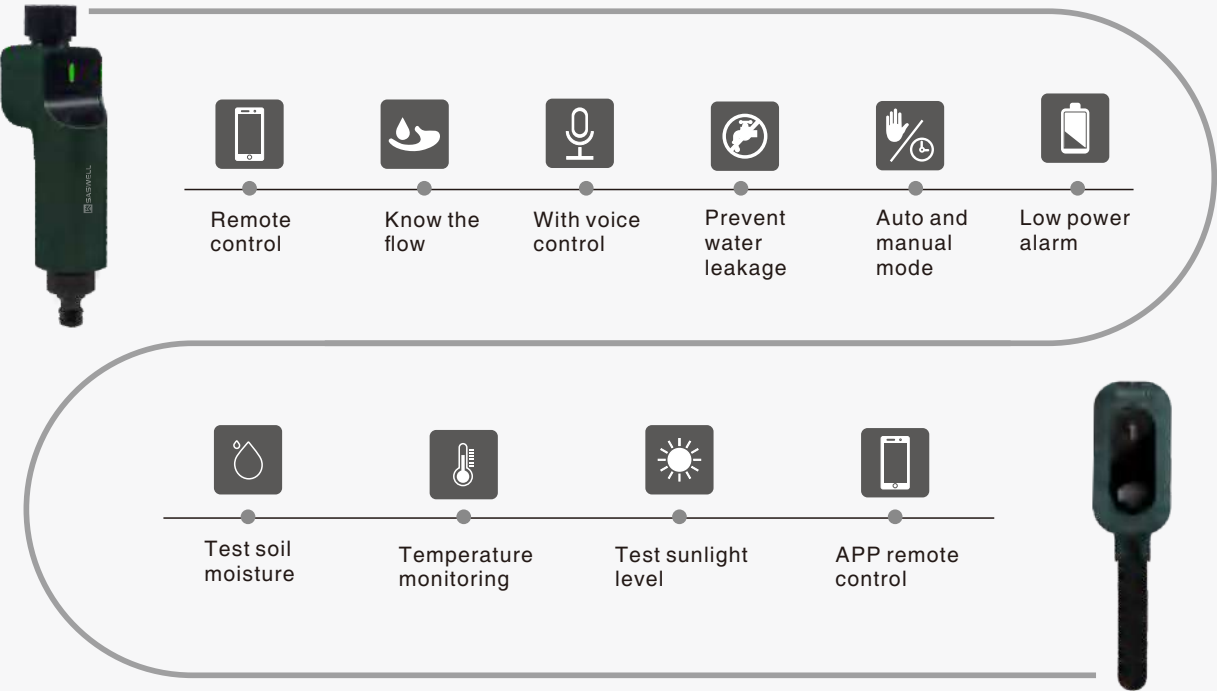 SASWELL
Remote
control
Know the
flow
With voice
control
Prevent
water
leakage
Auto and
manual
mode
Low power
alarm
Test soil
moisture
Temperature
monitoring
Test sunlight
level
APP remote
control